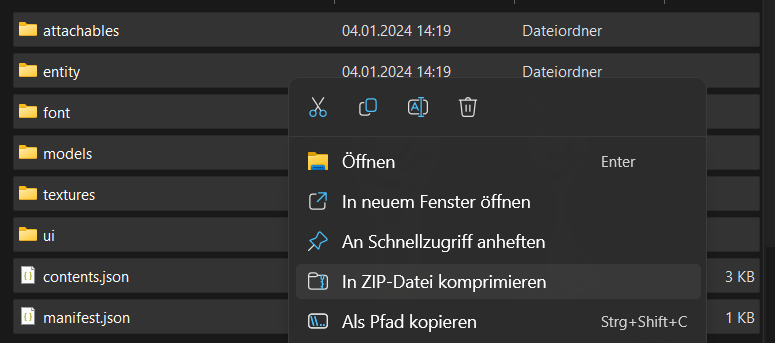 attachables 04.01.2024 14:19 Dateiordner
entity 04.01.2024 14:19 Dateiordner
font
models
Öffnen Enter
textures
In neuem Fenster öffnen
ui
An Schnellzugriff anheften
contents.json 3 KB
In ZIP-Datei komprimieren
manifest.json 1 KB
Als Pfad kopieren Strg+Shift+C